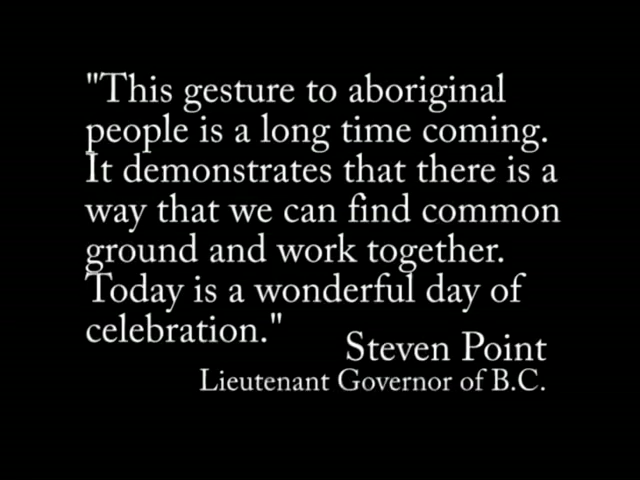 "This gesture to aboriginal
people is a long time coming.
It demonstrates that there is a
way that we can find common
ground and work together.
Today is a wonderful day of
celebration."
Steven Point
Lieutenant Governor of B.C.